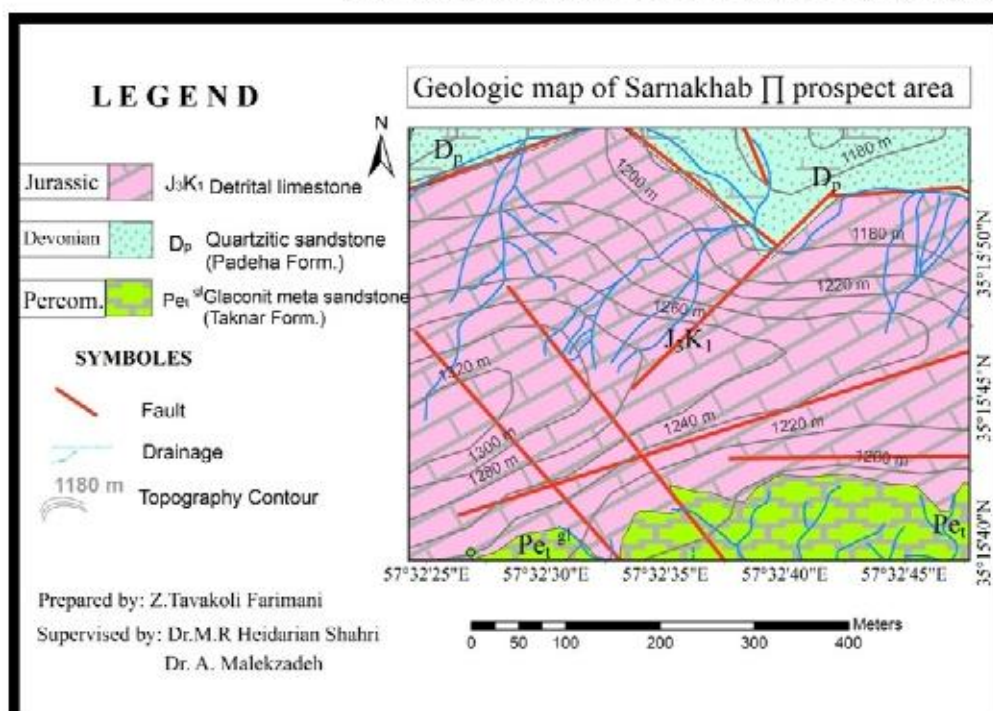 Geologic map of Sarnakhab ∏ prospect area
LEGEND
N
Jurassic
J₃K₁ Detrital limestone
Devonian
Dₚ Quartzitic sandstone
(Padeha Form.)
Percom.
Peₜ ᵍˡ Glaconit meta sandstone
(Taknar Form.)
SYMBOLES
Fault
Drainage
1180 m
Topography Contour
Dₚ
1180 m
Dₚ
1200 m
1180 m
1220 m
1260 m
J₃K₁
1320 m
1240 m
1220 m
1300 m
1280 m
1200 m
Peₜ ᵍˡ
Peₜ
35°15'50"N
35°15'45"N
35°15'40"N
57°32'25"E
57°32'30"E
57°32'35"E
57°32'40"E
57°32'45"E
Prepared by: Z.Tavakoli Farimani
Supervised by: Dr.M.R Heidarian Shahri
Dr. A. Malekzadeh
Meters
0 50 100 200 300 400